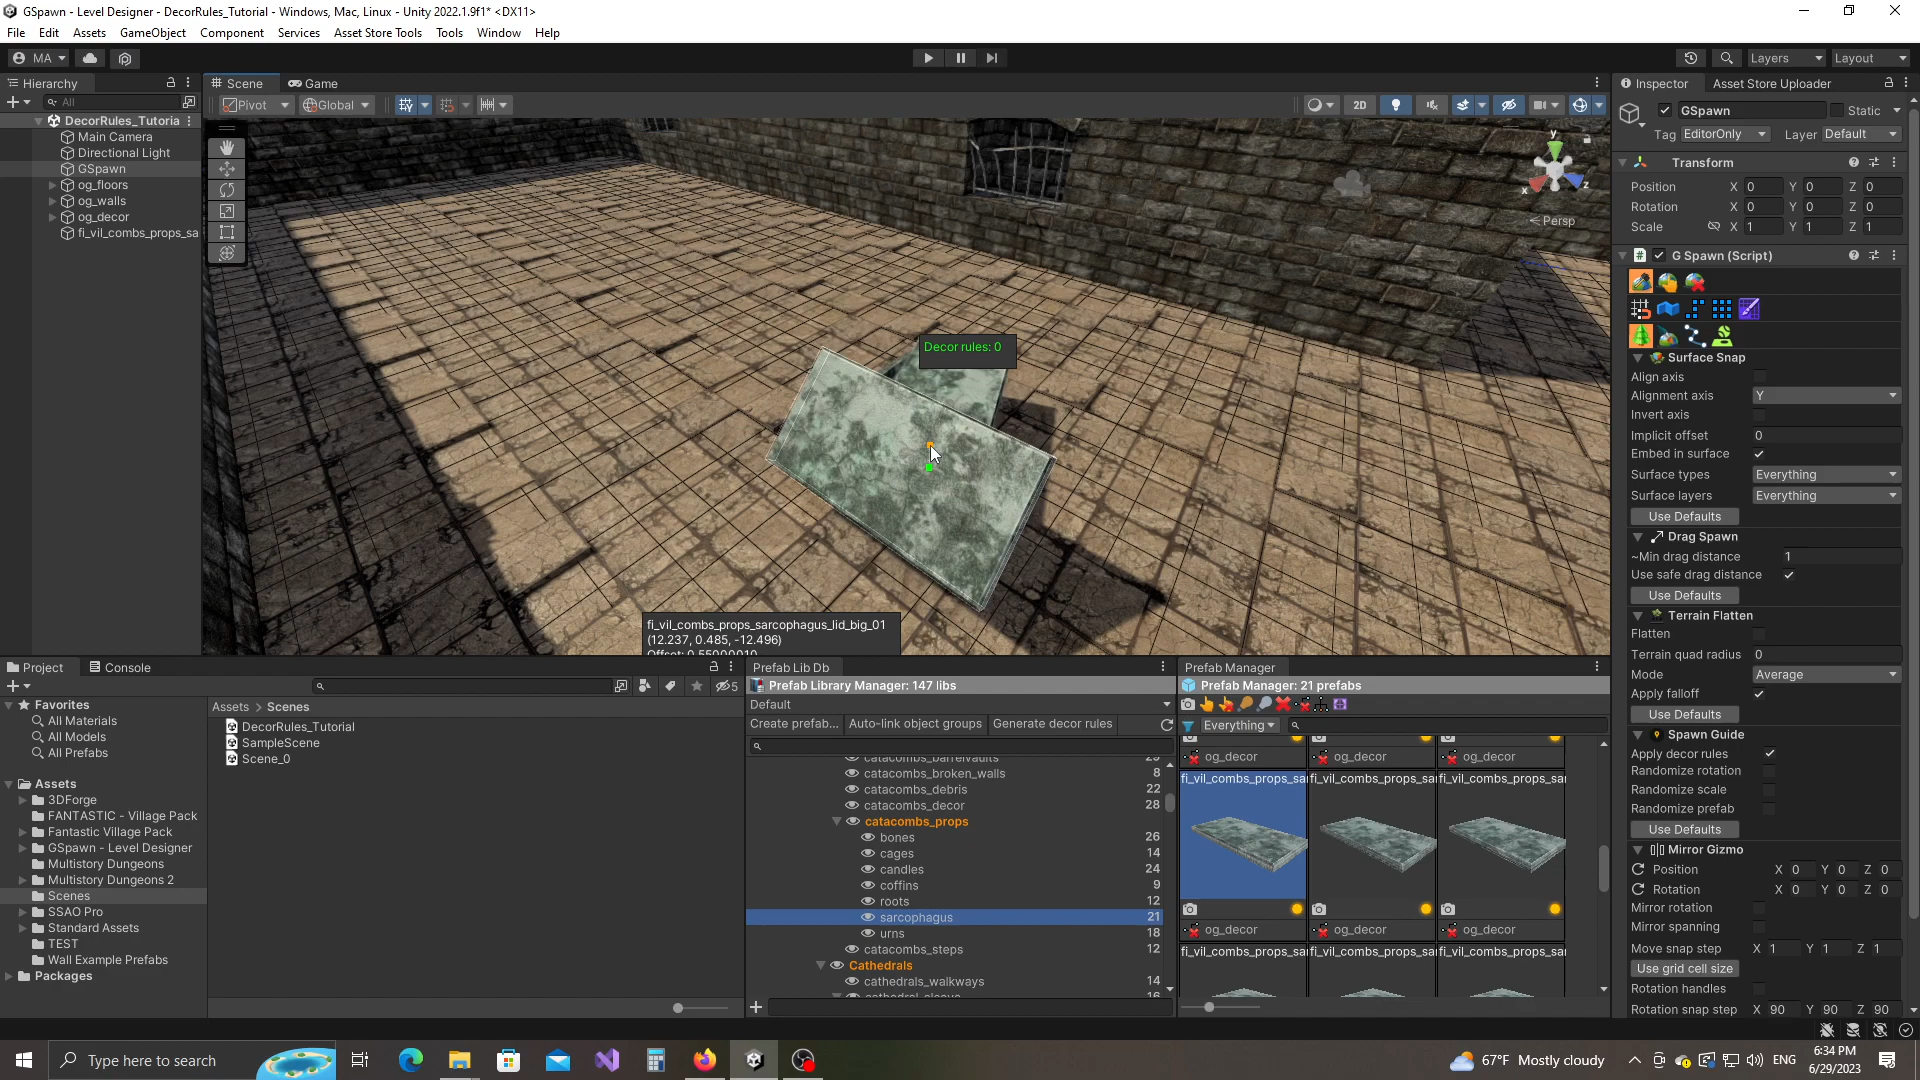 GSpawn - Level Designer - DecorRules_Tutorial - Windows, Mac, Linux - Unity 2022.1.9f1* <DX11>
File Edit Assets GameObject Component Services Asset Store Tools Tools Window Help
MA
Layers Layout
Hierarchy
All
DecorRules_Tutoria
Main Camera
Directional Light
GSpawn
og_floors
og_walls
og_decor
fi_vil_combs_props_sa
Scene Game
Pivot Global 2D
y
x z
< Persp
Decor rules: 0
fi_vil_combs_props_sarcophagus_lid_big_01
(12.237, 0.485, -12.496)
Offset: 0.55000010
Inspector Asset Store Uploader
GSpawn Static
Tag EditorOnly Layer Default
Transform
Position X 0 Y 0 Z 0
Rotation X 0 Y 0 Z 0
Scale X 1 Y 1 Z 1
G Spawn (Script)
Surface Snap
Align axis
Alignment axis Y
Invert axis
Implicit offset 0
Embed in surface
Surface types Everything
Surface layers Everything
Use Defaults
Drag Spawn
~Min drag distance 1
Use safe drag distance
Use Defaults
Terrain Flatten
Flatten
Terrain quad radius 0
Mode Average
Apply falloff
Use Defaults
Spawn Guide
Apply decor rules
Randomize rotation
Randomize scale
Randomize prefab
Use Defaults
Mirror Gizmo
Position X 0 Y 0 Z 0
Rotation X 0 Y 0 Z 0
Mirror rotation
Mirror spanning
Move snap step X 1 Y 1 Z 1
Use grid cell size
Rotation handles
Rotation snap step X 90 Y 90 Z 90
Project Console
5
Favorites
All Materials
All Models
All Prefabs
Assets
3DForge
FANTASTIC - Village Pack
Fantastic Village Pack
GSpawn - Level Designer
Multistory Dungeons
Multistory Dungeons 2
Scenes
SSAO Pro
Standard Assets
TEST
Wall Example Prefabs
Packages
Assets > Scenes
DecorRules_Tutorial
SampleScene
Scene_0
Prefab Lib Db
Prefab Library Manager: 147 libs
Default
Create prefab... Auto-link object groups Generate decor rules
catacombs_barrelvaults
catacombs_broken_walls 8
catacombs_debris 22
catacombs_decor 28
catacombs_props
bones 26
cages 14
candles 24
coffins 9
roots 12
sarcophagus 21
urns 18
catacombs_steps 12
Cathedrals
cathedrals_walkways 14
Prefab Manager
Prefab Manager: 21 prefabs
Everything
og_decor og_decor og_decor
fi_vil_combs_props_sar fi_vil_combs_props_sar fi_vil_combs_props_sar
og_decor og_decor og_decor
fi_vil_combs_props_sar fi_vil_combs_props_sar fi_vil_combs_props_sar
Type here to search
67°F Mostly cloudy
ENG
6:34 PM
6/29/2023